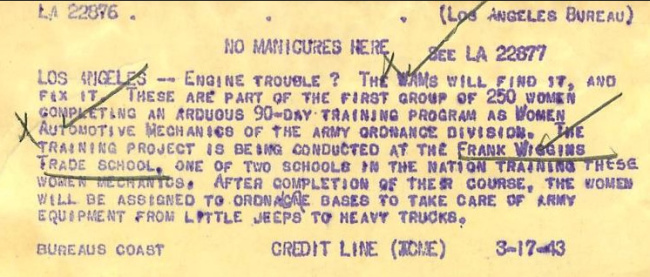 LA 22876 . . . (LOS ANGELES BUREAU)
NO MANICURES HERE
SEE LA 22877
LOS ANGELES -- ENGINE TROUBLE ? THE WAMS WILL FIND IT, AND
FIX IT. THESE ARE PART OF THE FIRST GROUP OF 250 WOMEN
COMPLETING AN ARDUOUS 90-DAY TRAINING PROGRAM AS WOMEN
AUTOMOTIVE MECHANICS OF THE ARMY ORDNANCE DIVISION. THE
TRAINING PROJECT IS BEING CONDUCTED AT THE FRANK WIGGINS
TRADE SCHOOL, ONE OF TWO SCHOOLS IN THE NATION TRAINING THESE
WOMEN MECHANICS. AFTER COMPLETION OF THEIR COURSE, THE WOMEN
WILL BE ASSIGNED TO ORDNANCE BASES TO TAKE CARE OF ARMY
EQUIPMENT FROM LITTLE JEEPS TO HEAVY TRUCKS.
BUREAUS COAST CREDIT LINE (ACME) 3-17-43